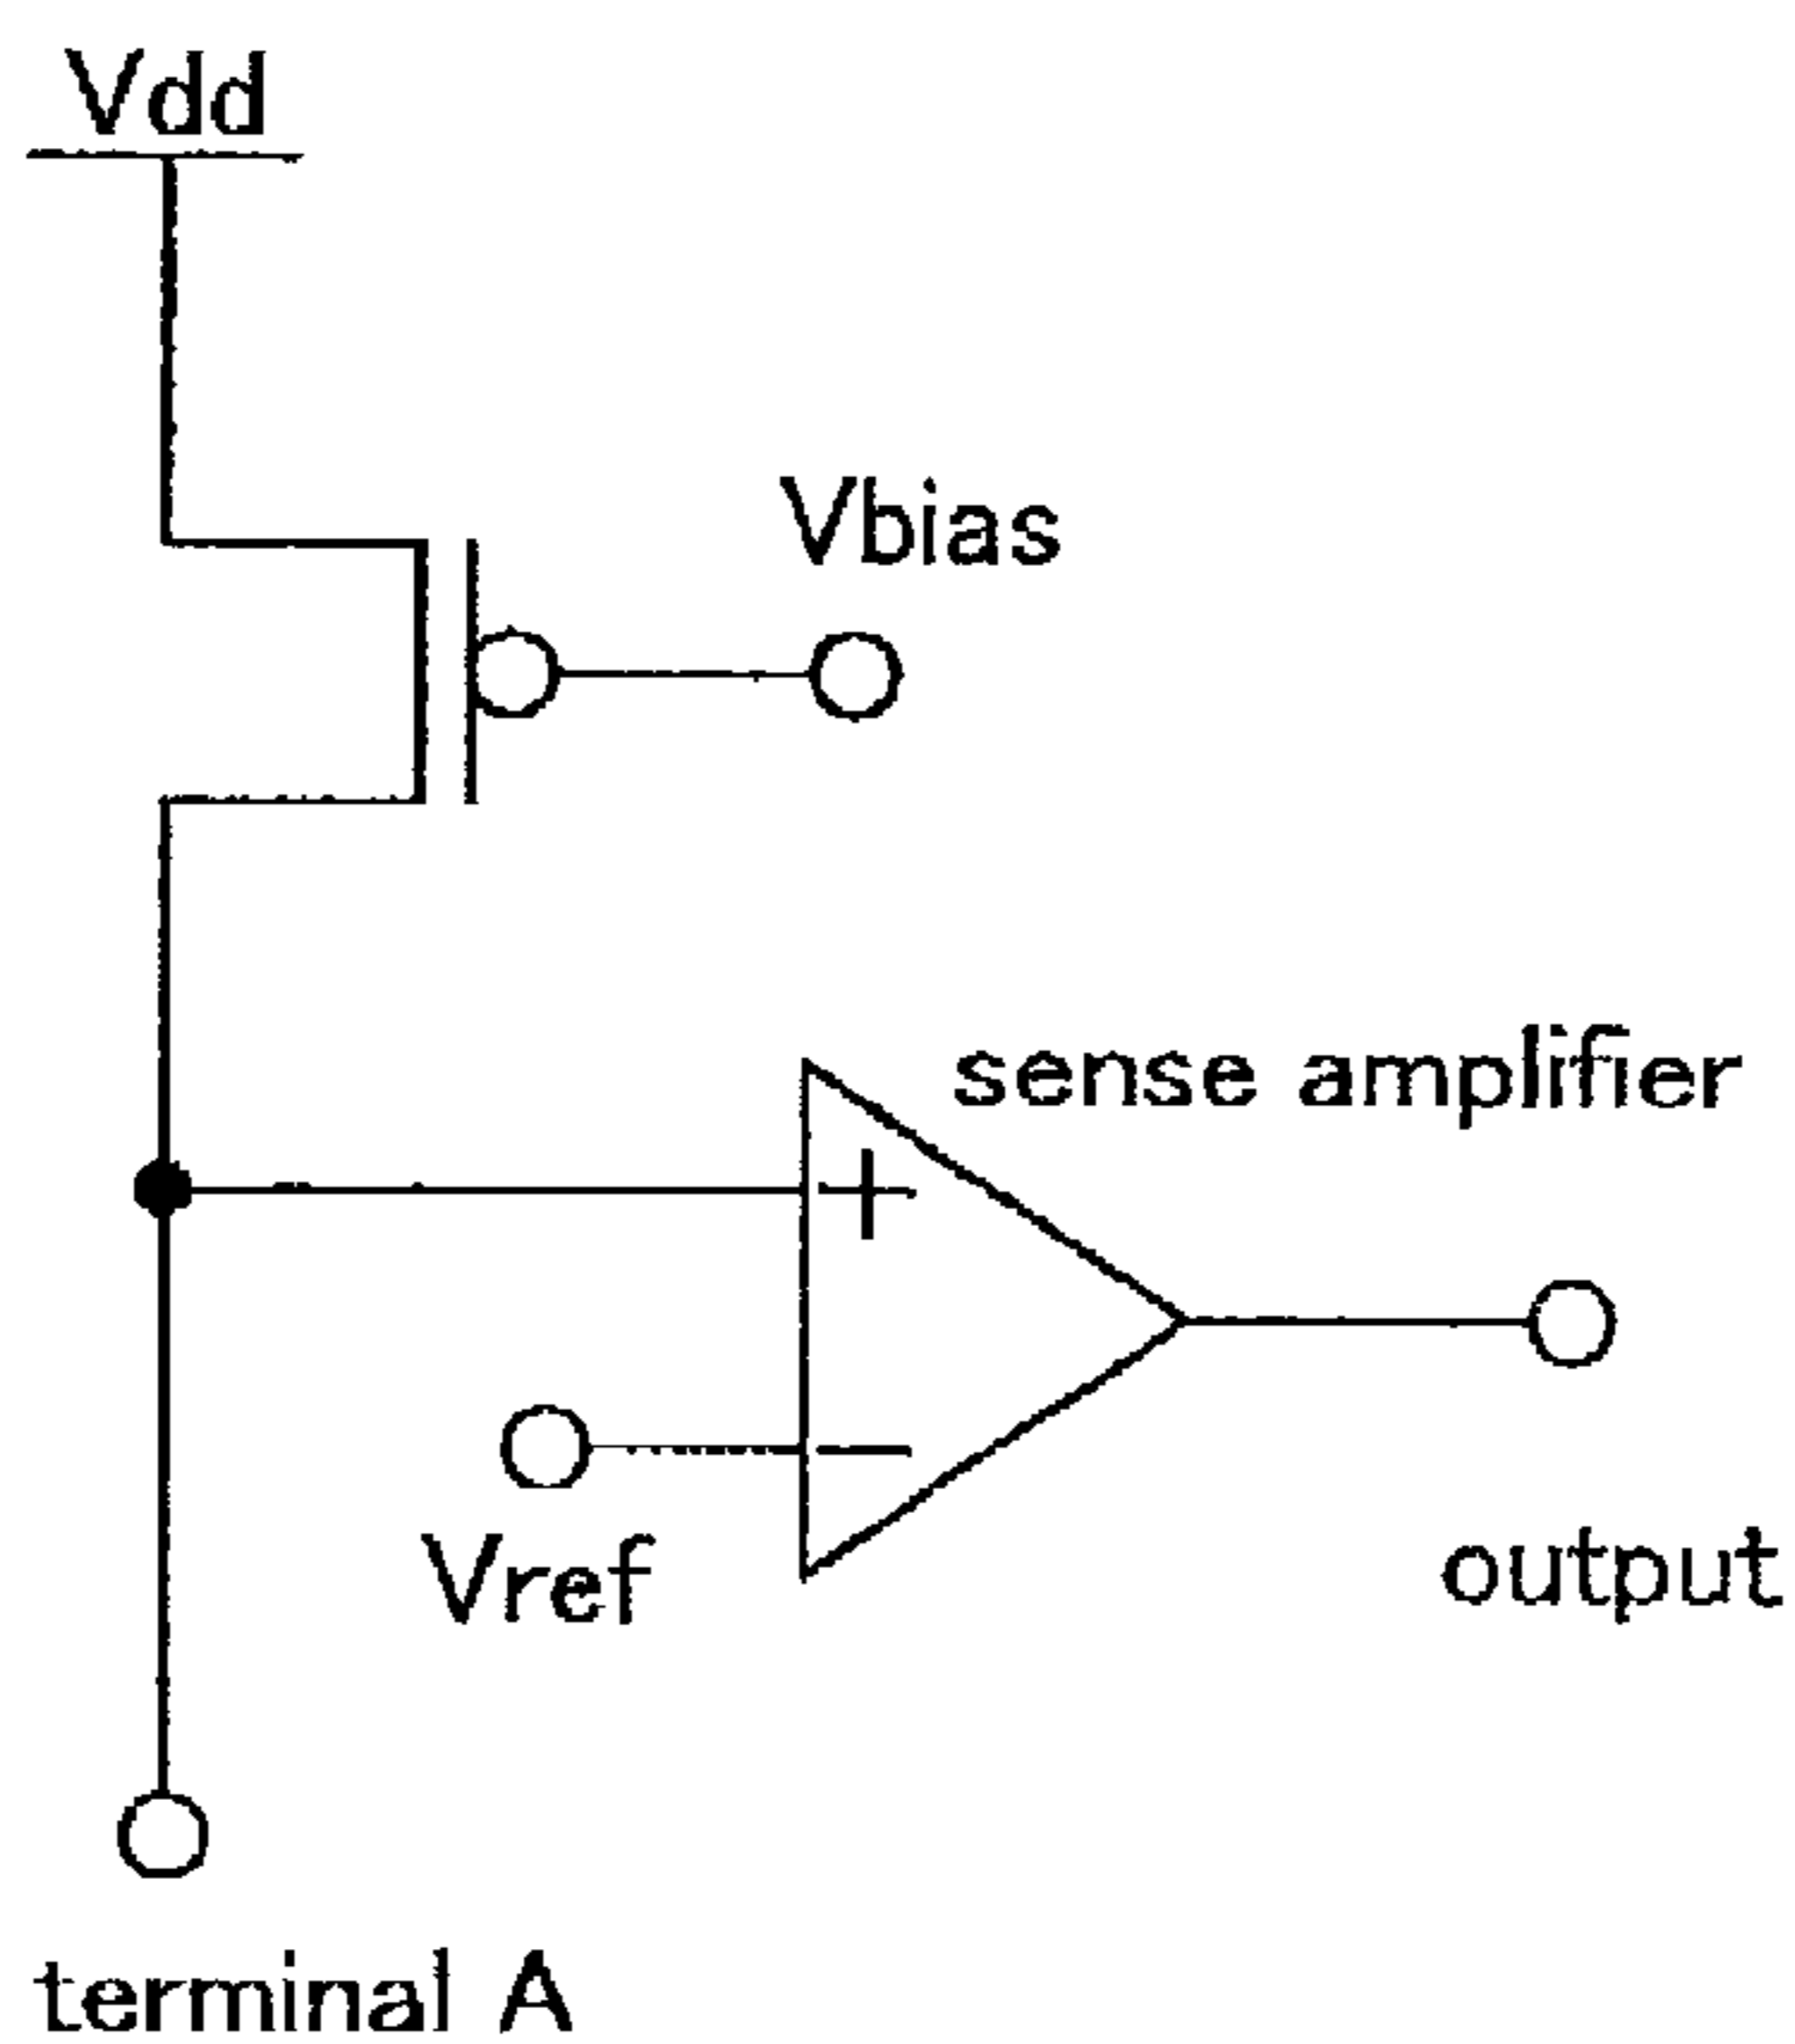 Vdd
Vbias
sense amplifier
+
−
Vref
output
terminal A